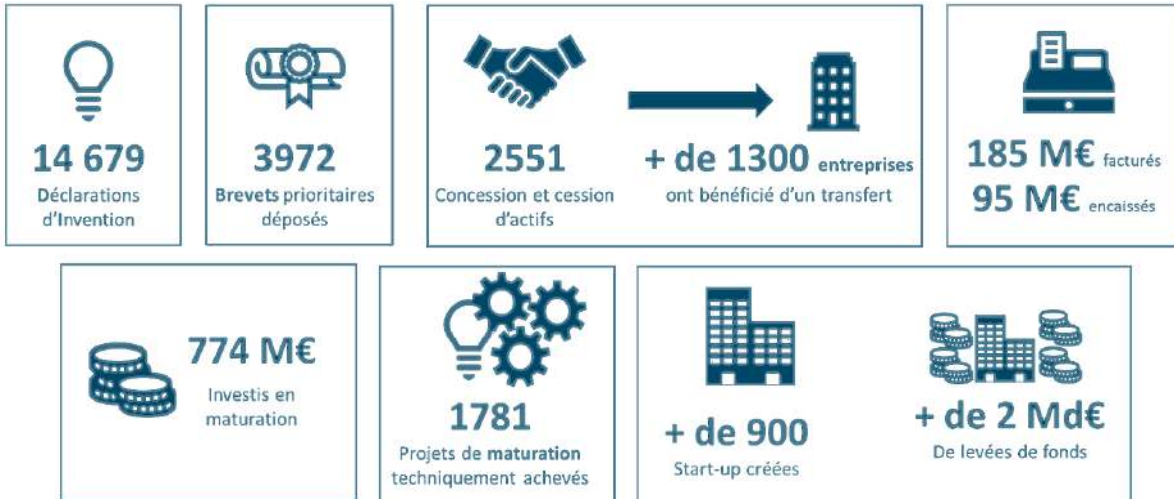 14 679
Déclarations
d'Invention
3972
Brevets prioritaires
déposés
2551
Concession et cession
d'actifs
+ de 1300 entreprises
ont bénéficié d'un transfert
185 M€ facturés
95 M€ encaissés
774 M€
Investis en
maturation
1781
Projets de maturation
techniquement achevés
+ de 900
Start-up créées
+ de 2 Md€
De levées de fonds